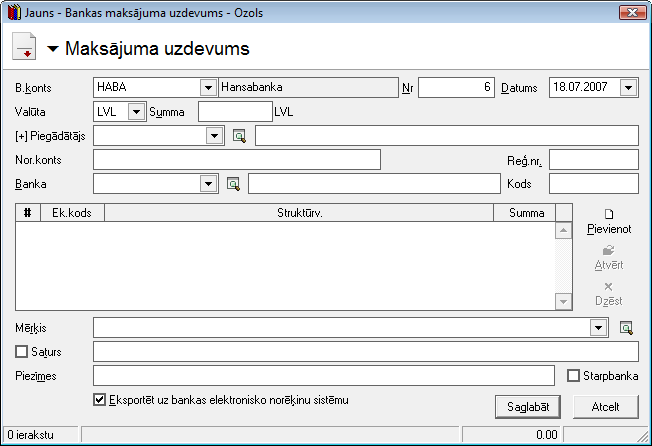 Jauns - Bankas maksājuma uzdevums - Ozols
Maksājuma uzdevums
B.konts HABA Hansabanka Nr 6 Datums 18.07.2007
Valūta LVL Summa LVL
[+] Piegādātājs
Nor.konts Reģ.nr.
Banka Kods
# Ek.kods Struktūrv. Summa
Pievienot
Atvērt
Dzēst
Mērķis
Saturs
Piezīmes Starpbanka
Eksportēt uz bankas elektronisko norēķinu sistēmu
Saglabāt Atcelt
0 ierakstu 0.00